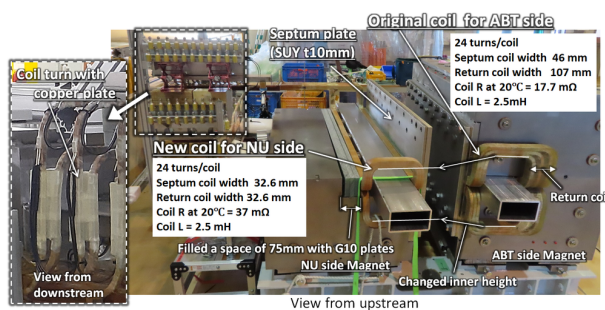 Original coil for ABT side
24 turns/coil
Septum coil width 46 mm
Return coil width 107 mm
Coil R at 20℃ = 17.7 mΩ
Coil L = 2.5mH
Septum plate
(SUY t10mm)
Coil turn with
copper plate
New coil for NU side
24 turns/coil
Septum coil width 32.6 mm
Return coil width 32.6 mm
Coil R at 20℃ = 37 mΩ
Coil L = 2.5 mH
Return coi
Filled a space of 75mm with G10 plates
NU side Magnet
ABT side Magnet
Changed inner height
View from
downstream
View from upstream